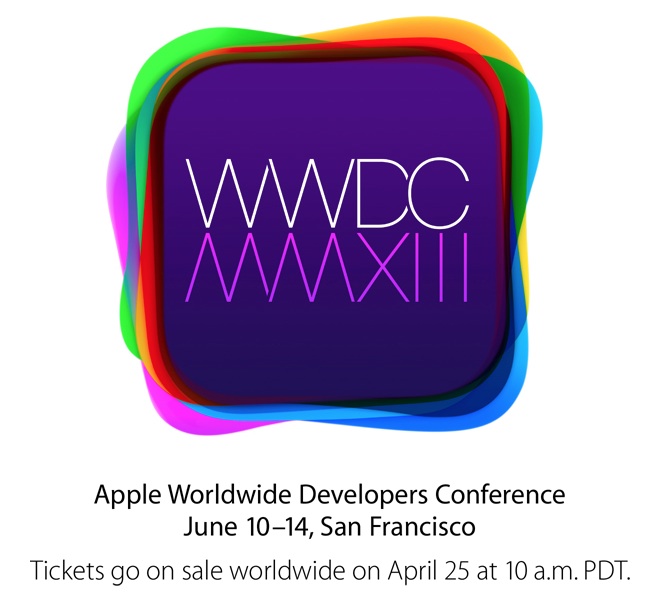 WWDC
MMXIII
Apple Worldwide Developers Conference
June 10–14, San Francisco
Tickets go on sale worldwide on April 25 at 10 a.m. PDT.